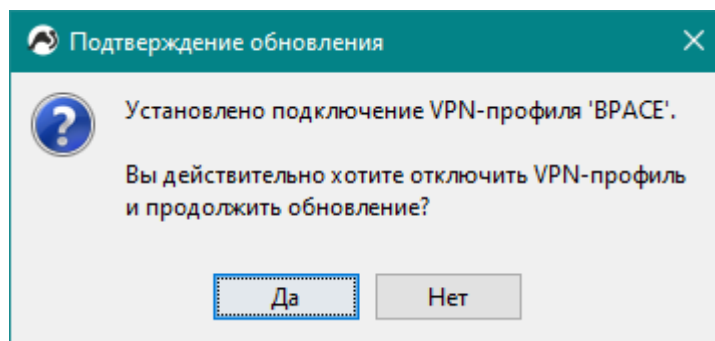 Подтверждение обновления
Установлено подключение VPN-профиля 'BPACE'.
Вы действительно хотите отключить VPN-профиль
и продолжить обновление?
Да
Нет